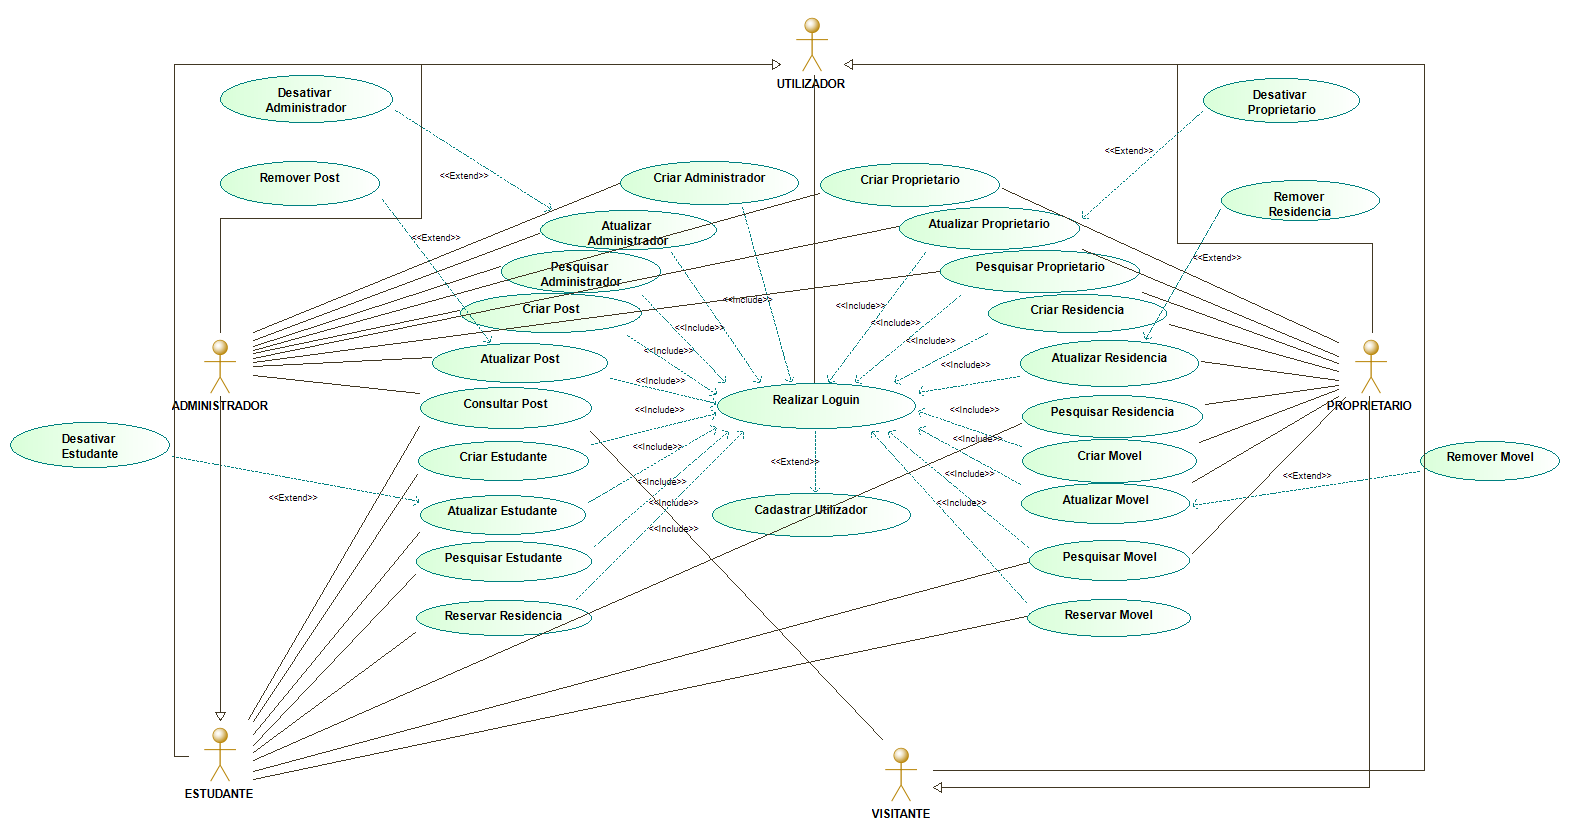 UTILIZADOR
Desativar
Administrador
Desativar
Proprietario
<<Extend>>
<<Extend>>
Remover Post
Criar Administrador
Criar Proprietario
Remover
Residencia
Atualizar
Administrador
Atualizar Proprietario
<<Extend>>
<<Extend>>
Pesquisar
Administrador
Pesquisar Proprietario
<<Include>>
<<Include>>
Criar Post
Criar Residencia
<<Include>>
<<Include>>
<<Include>>
<<Include>>
Atualizar Post
Atualizar Residencia
<<Include>>
<<Include>>
ADMINISTRADOR
Consultar Post
Realizar Loguin
Pesquisar Residencia
PROPRIETARIO
<<Include>>
<<Include>>
Desativar
Estudante
Criar Estudante
<<Include>>
<<Include>>
Criar Movel
Remover Movel
<<Extend>>
<<Include>>
<<Include>>
<<Extend>>
<<Extend>>
Atualizar Estudante
<<Include>>
Cadastrar Utilizador
<<Include>>
Atualizar Movel
<<Include>>
Pesquisar Estudante
Pesquisar Movel
Reservar Residencia
Reservar Movel
ESTUDANTE
VISITANTE